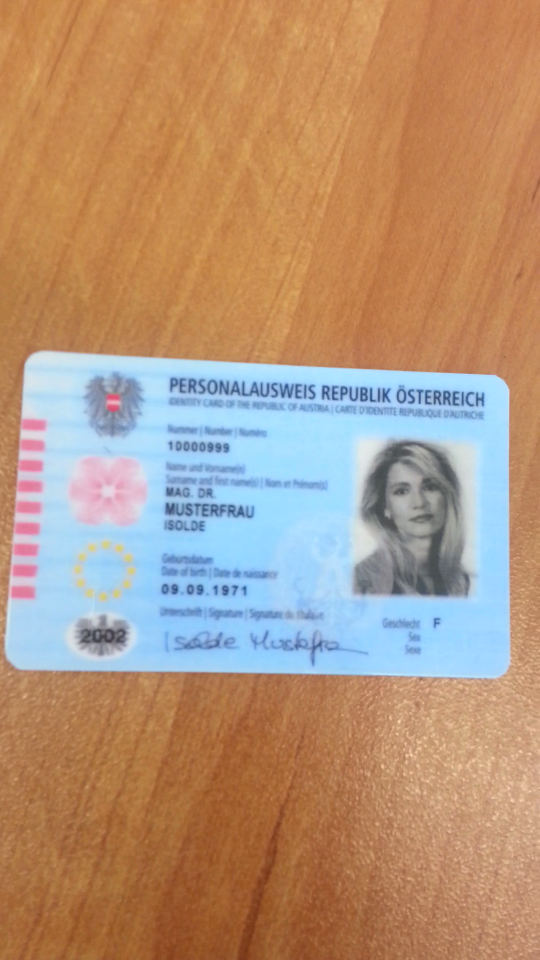 PERSONALAUSWEIS REPUBLIK ÖSTERREICH
IDENTITY CARD OF THE REPUBLIC OF AUSTRIA | CARTE D'IDENTITE REPUBLIQUE D'AUTRICHE
Nummer | Number | Numéro
10000999
Name und Vorname(n)
Surname and first name(s) | Nom et Prénom(s)
MAG. DR.
MUSTERFRAU
ISOLDE
Geburtsdatum
Date of birth | Date de naissance
09.09.1971
Unterschrift | Signature | Signature du titulaire
Isolde Musterfra
Geschlecht F
Sex
Sexe
2002